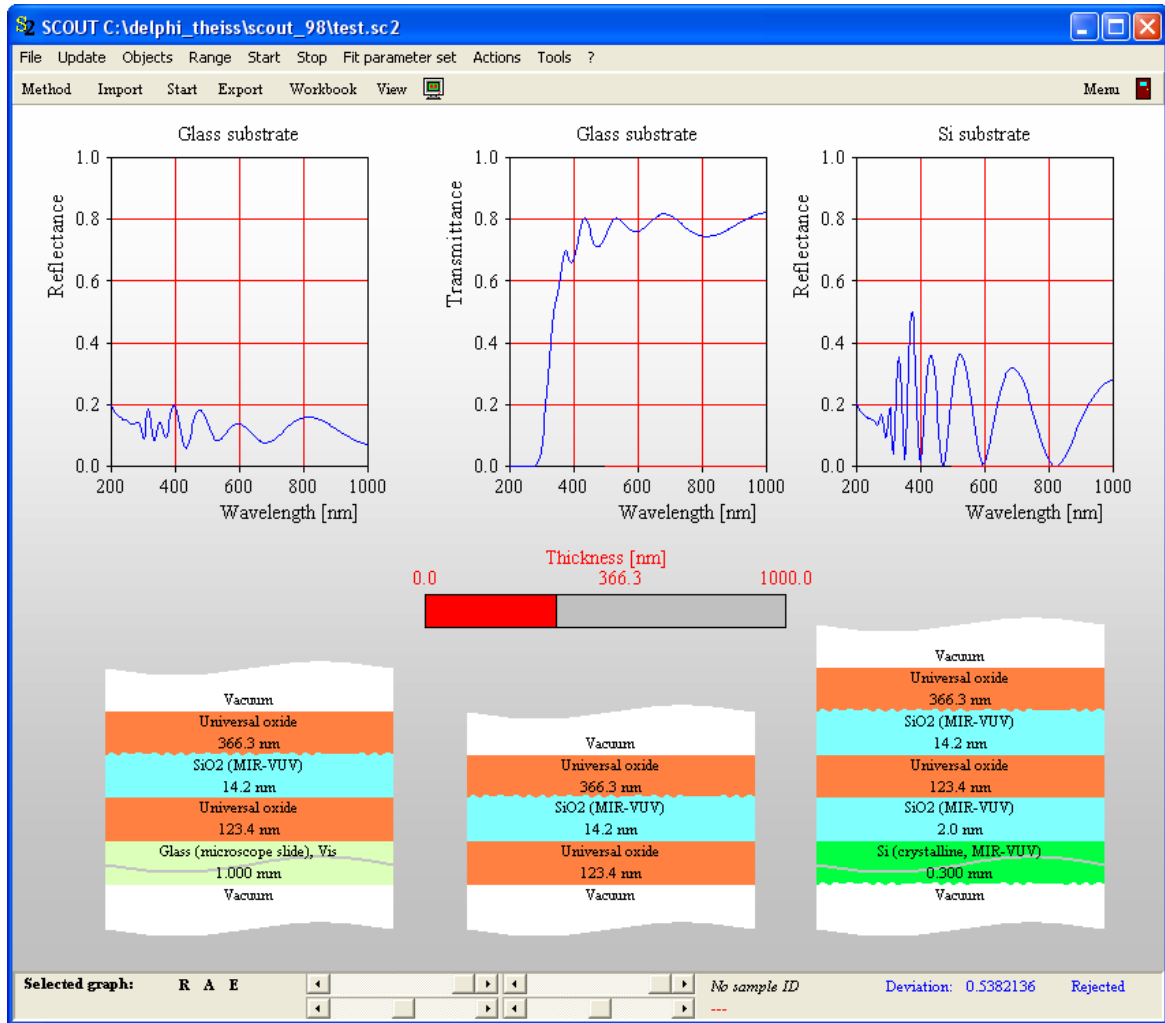 S2 SCOUT C:\delphi_theiss\scout_98\test.sc2
File Update Objects Range Start Stop Fit parameter set Actions Tools ?
Method Import Start Export Workbook View Menu
Glass substrate
1.0
0.8
0.6
0.4
0.2
0.0
Reflectance
200 400 600 800 1000
Wavelength [nm]
Glass substrate
1.0
0.8
0.6
0.4
0.2
0.0
Transmittance
200 400 600 800 1000
Wavelength [nm]
Si substrate
1.0
0.8
0.6
0.4
0.2
0.0
Reflectance
200 400 600 800 1000
Wavelength [nm]
Thickness [nm]
0.0 366.3 1000.0
Vacuum
Universal oxide
366.3 nm
SiO2 (MIR-VUV)
14.2 nm
Universal oxide
123.4 nm
Glass (microscope slide), Vis
1.000 mm
Vacuum
Vacuum
Universal oxide
366.3 nm
SiO2 (MIR-VUV)
14.2 nm
Universal oxide
123.4 nm
Vacuum
Vacuum
Universal oxide
366.3 nm
SiO2 (MIR-VUV)
14.2 nm
Universal oxide
123.4 nm
SiO2 (MIR-VUV)
2.0 nm
Si (crystalline, MIR-VUV)
0.300 mm
Vacuum
Selected graph: R A E No sample ID Deviation: 0.5382136 Rejected
---